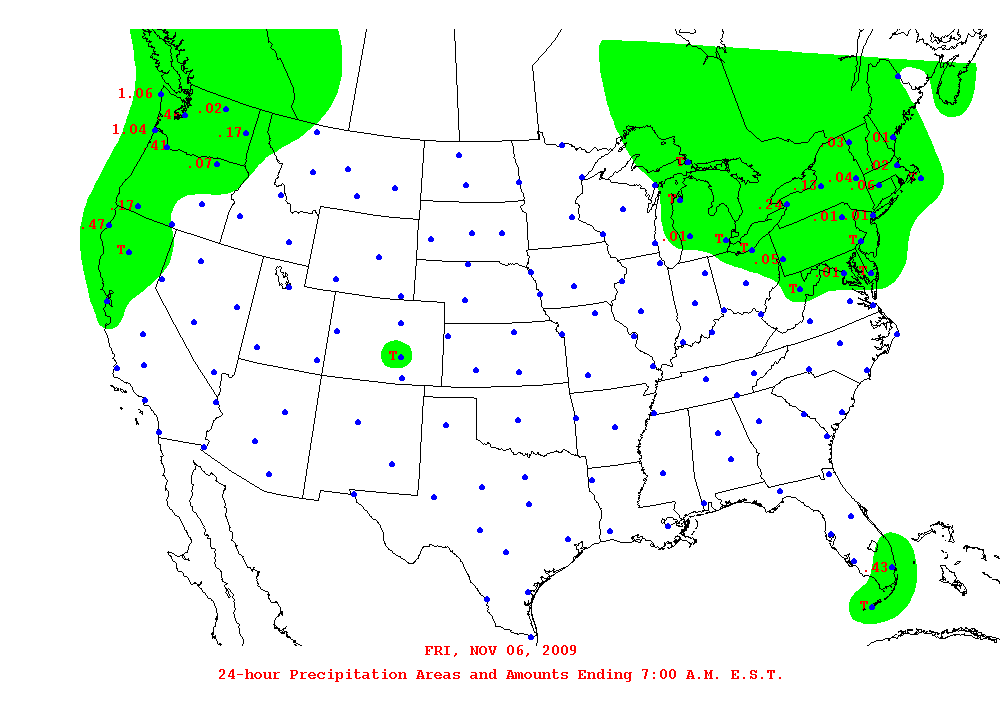 1.06
.02
1.04
.17
41
.07
.17
.47
T
T
.43
T
.01
.03
T
.02
.04
.06
T
.13
T
.24
.01
.01
.01
T
T
T
.05
.01
T
T
FRI, NOV 06, 2009
24-hour Precipitation Areas and Amounts Ending 7:00 A.M. E.S.T.